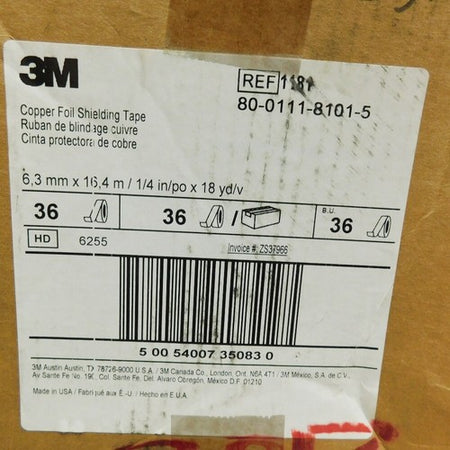 3M
REF 1181
80-0111-8101-5
Copper Foil Shielding Tape
Ruban de blindage cuivre
Cinta protectora de cobre
6,3 mm x 16,4 m / 1/4 in/po x 18 yd/v
36
36 /
B.U.
36
HD 6255
Invoice #: ZS37966
5 00 54007 35083 0
3M Austin Austin, TX 78726-9000 U.S.A. / 3M Canada Co., London, Ont. N6A 4T1 / 3M México, S.A. de C.V.,
Av Santa Fe No. 190, Col. Santa Fe, Del. Alvaro Obregón, México D.F. 01210
Made in USA / Fabriqué aux É.-U. / Hecho en E.U.A.